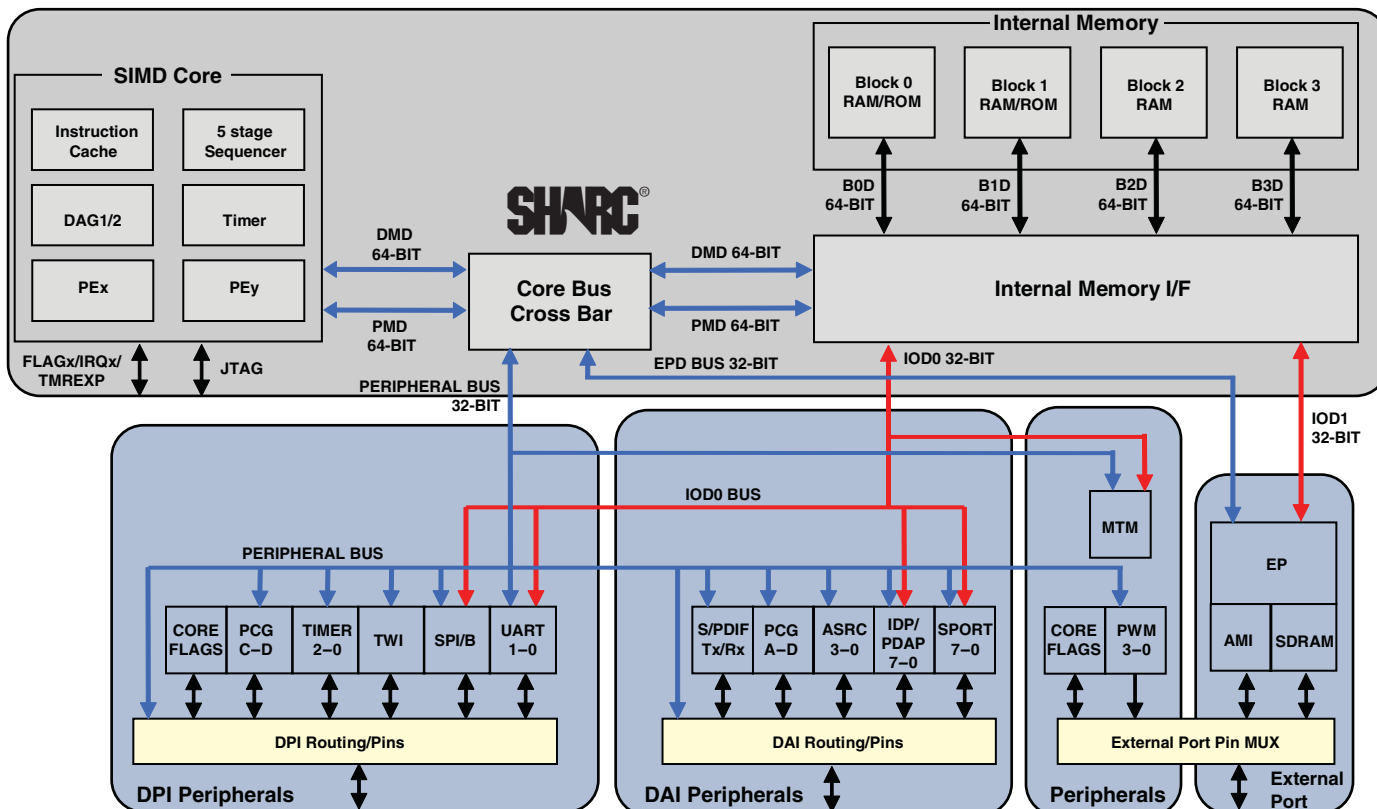 Internal Memory
SIMD Core
Block 0
RAM/ROM
Block 1
RAM/ROM
Block 2
RAM
Block 3
RAM
Instruction
Cache
5 stage
Sequencer
DAG1/2
Timer
PEx
PEy
B0D
64-BIT
B1D
64-BIT
B2D
64-BIT
B3D
64-BIT
SHARC®
DMD
64-BIT
PMD
64-BIT
Core Bus
Cross Bar
DMD 64-BIT
PMD 64-BIT
Internal Memory I/F
FLAGx/IRQx/
TMREXP
JTAG
PERIPHERAL BUS
32-BIT
EPD BUS 32-BIT
IOD0 32-BIT
IOD1
32-BIT
IOD0 BUS
PERIPHERAL BUS
MTM
EP
AMI
SDRAM
CORE
FLAGS
PCG
C–D
TIMER
2–0
TWI
SPI/B
UART
1–0
S/PDIF
Tx/Rx
PCG
A–D
ASRC
3–0
IDP/
PDAP
7–0
SPORT
7–0
CORE
FLAGS
PWM
3–0
DPI Routing/Pins
DAI Routing/Pins
External Port Pin MUX
DPI Peripherals
DAI Peripherals
Peripherals
External
Port